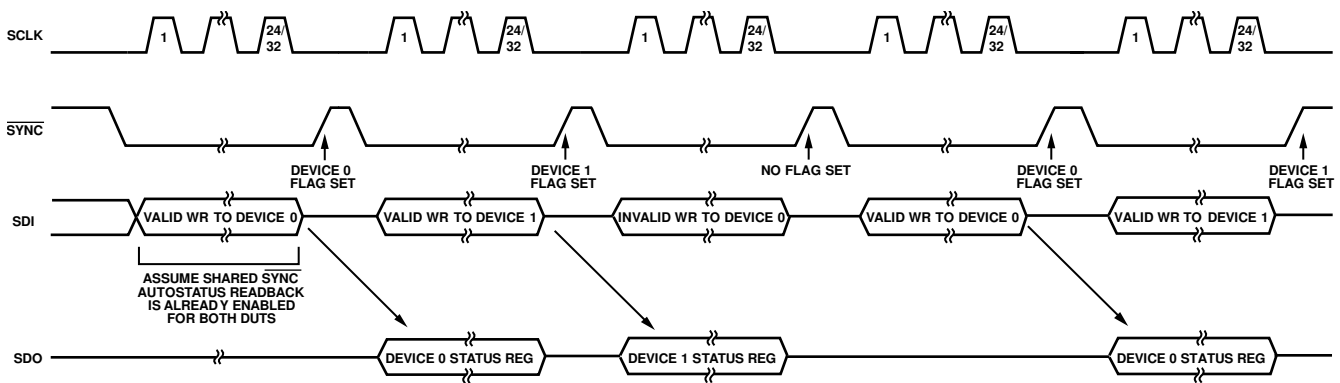 SCLK
1
24/
32
1
24/
32
1
24/
32
1
24/
32
1
24/
32
SYNC
DEVICE 0
FLAG SET
DEVICE 1
FLAG SET
NO FLAG SET
DEVICE 0
FLAG SET
DEVICE 1
FLAG SET
SDI
VALID WR TO DEVICE 0
VALID WR TO DEVICE 1
INVALID WR TO DEVICE 0
VALID WR TO DEVICE 0
VALID WR TO DEVICE 1
ASSUME SHARED SYNC
AUTOSTATUS READBACK
IS ALREADY ENABLED
FOR BOTH DUTS
SDO
DEVICE 0 STATUS REG
DEVICE 1 STATUS REG
DEVICE 0 STATUS REG